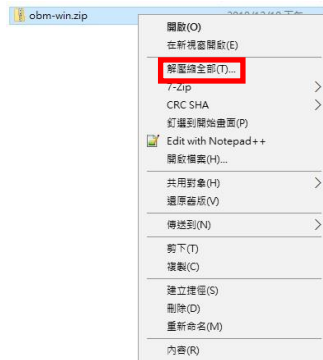 obm-win.zip
開啟(O)
在新視窗開啟(E)
解壓縮全部(T)...
7-Zip
CRC SHA
釘選到開始畫面(P)
Edit with Notepad++
開啟檔案(H)...
共用對象(H)
還原舊版(V)
傳送到(N)
剪下(T)
複製(C)
建立捷徑(S)
刪除(D)
重新命名(M)
內容(R)